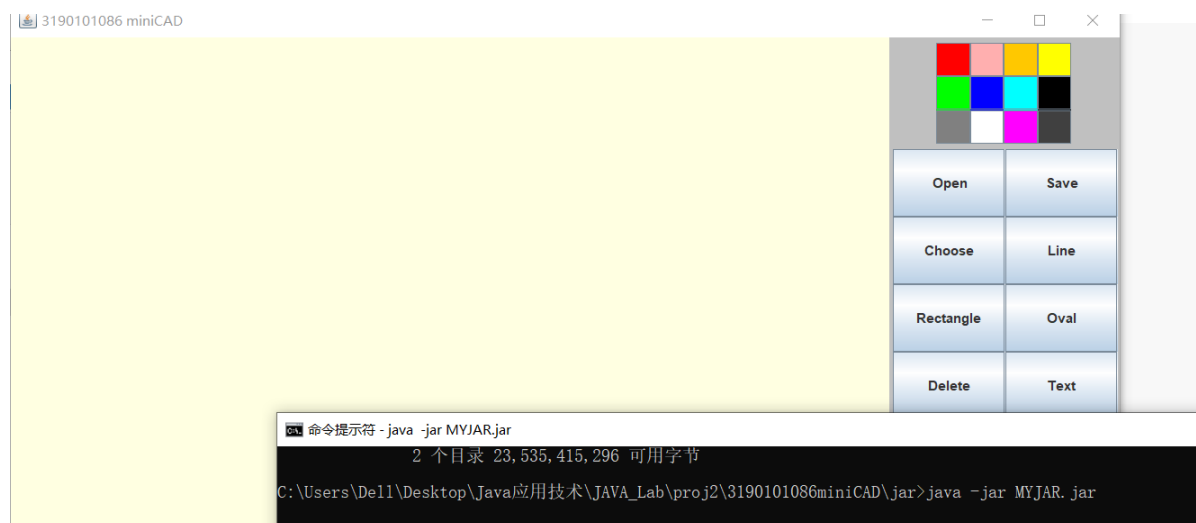 3190101086 miniCAD
Open Save
Choose Line
Rectangle Oval
Delete Text
命令提示符 - java  -jar MYJAR.jar
2 个目录 23,535,415,296 可用字节
C:\Users\Dell\Desktop\Java应用技术\JAVA_Lab\proj2\3190101086miniCAD\jar>java -jar MYJAR.jar